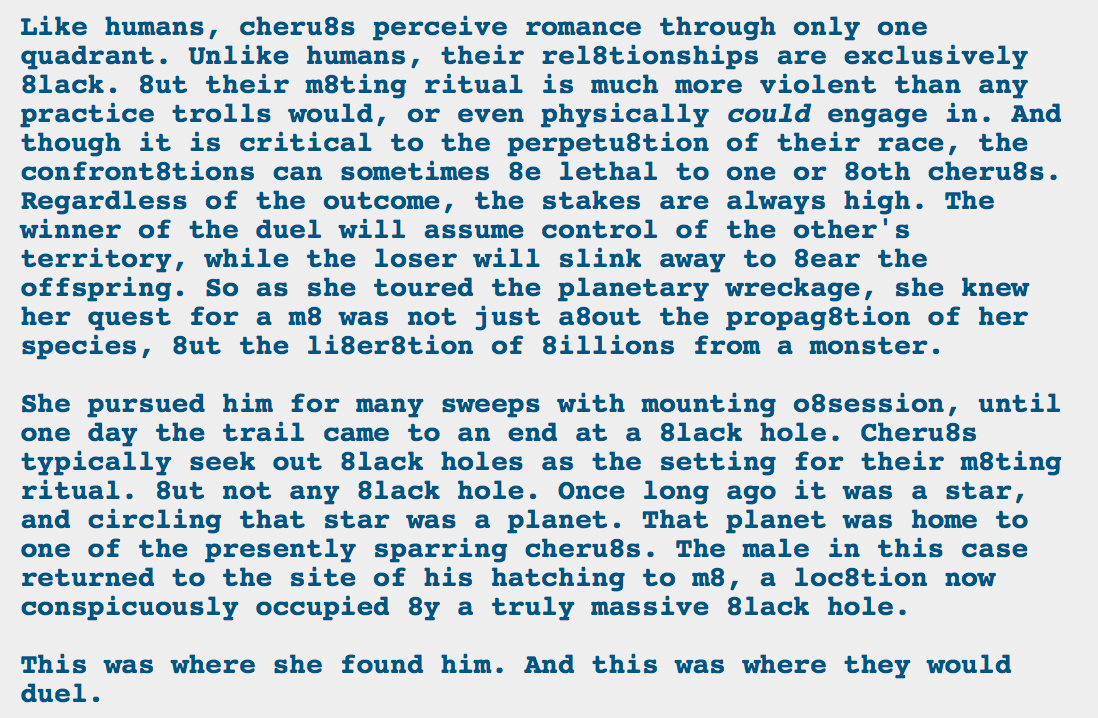 Like humans, cheru8s perceive romance through only one
quadrant. Unlike humans, their rel8tionships are exclusively
8lack. 8ut their m8ting ritual is much more violent than any
practice trolls would, or even physically could engage in. And
though it is critical to the perpetu8tion of their race, the
confront8tions can sometimes 8e lethal to one or 8oth cheru8s.
Regardless of the outcome, the stakes are always high. The
winner of the duel will assume control of the other's
territory, while the loser will slink away to 8ear the
offspring. So as she toured the planetary wreckage, she knew
her quest for a m8 was not just a8out the propag8tion of her
species, 8ut the li8er8tion of 8illions from a monster.
She pursued him for many sweeps with mounting o8session, until
one day the trail came to an end at a 8lack hole. Cheru8s
typically seek out 8lack holes as the setting for their m8ting
ritual. 8ut not any 8lack hole. Once long ago it was a star,
and circling that star was a planet. That planet was home to
one of the presently sparring cheru8s. The male in this case
returned to the site of his hatching to m8, a loc8tion now
conspicuously occupied 8y a truly massive 8lack hole.
This was where she found him. And this was where they would
duel.